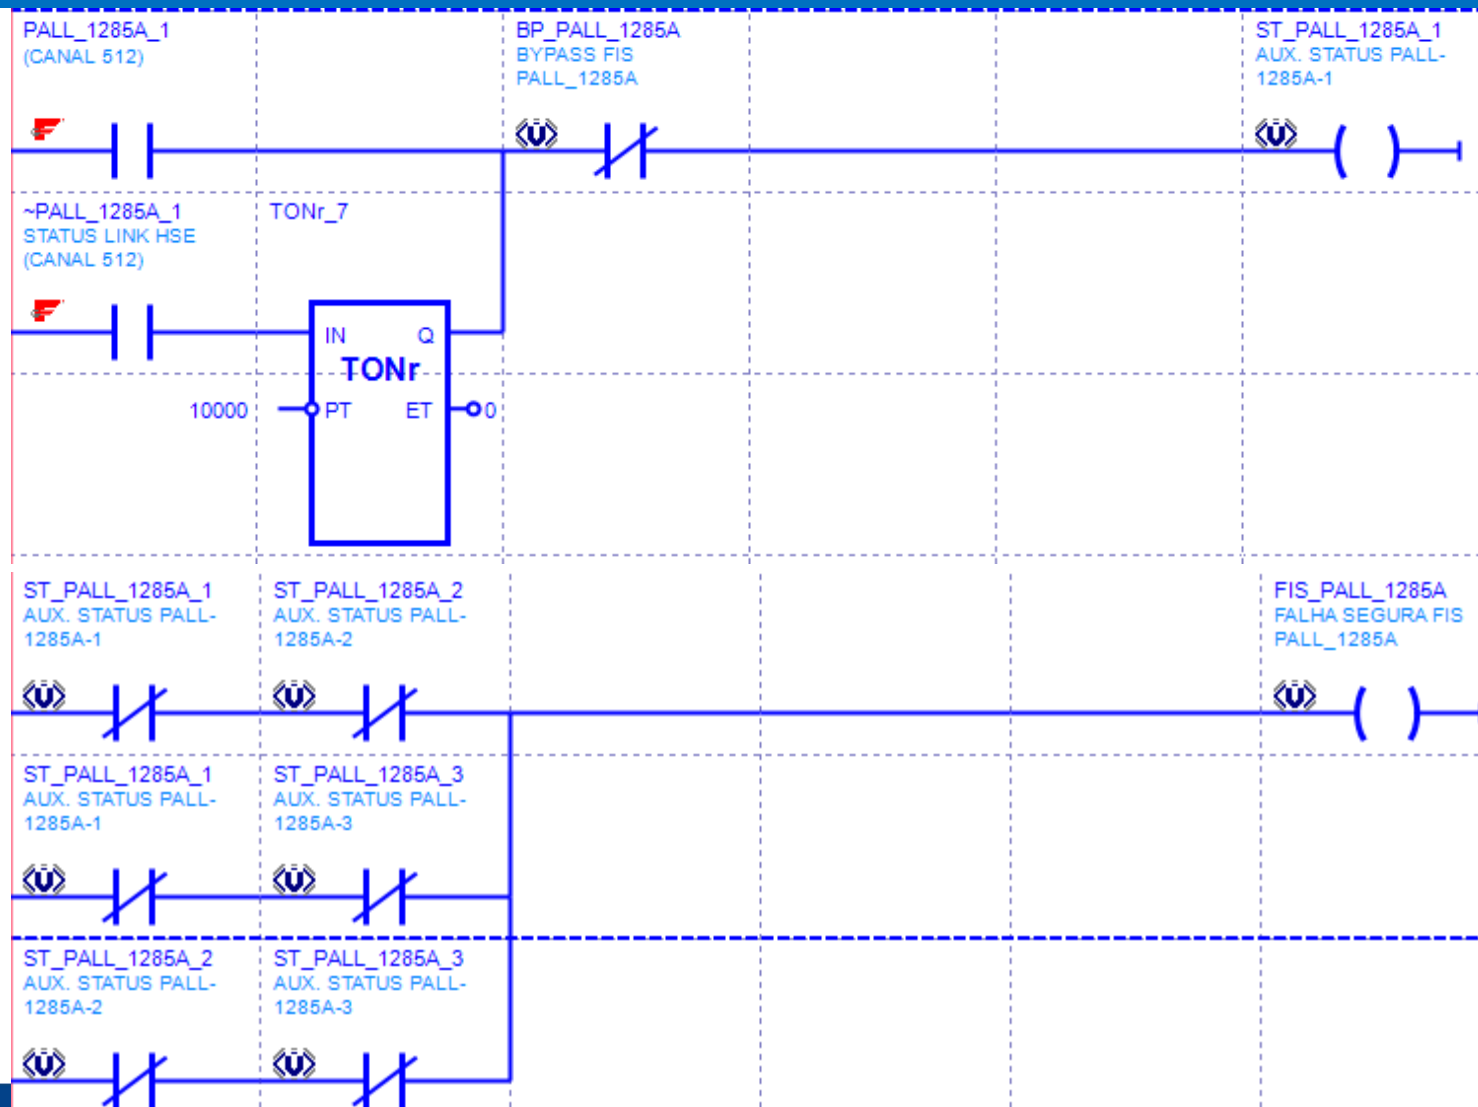 PALL_1285A_1
(CANAL 512)
BP_PALL_1285A
BYPASS FIS
PALL_1285A
ST_PALL_1285A_1
AUX. STATUS PALL-
1285A-1
~PALL_1285A_1
STATUS LINK HSE
(CANAL 512)
TONr_7
IN Q
TONr
10000 PT ET 0
ST_PALL_1285A_1
AUX. STATUS PALL-
1285A-1
ST_PALL_1285A_2
AUX. STATUS PALL-
1285A-2
FIS_PALL_1285A
FALHA SEGURA FIS
PALL_1285A
ST_PALL_1285A_1
AUX. STATUS PALL-
1285A-1
ST_PALL_1285A_3
AUX. STATUS PALL-
1285A-3
ST_PALL_1285A_2
AUX. STATUS PALL-
1285A-2
ST_PALL_1285A_3
AUX. STATUS PALL-
1285A-3